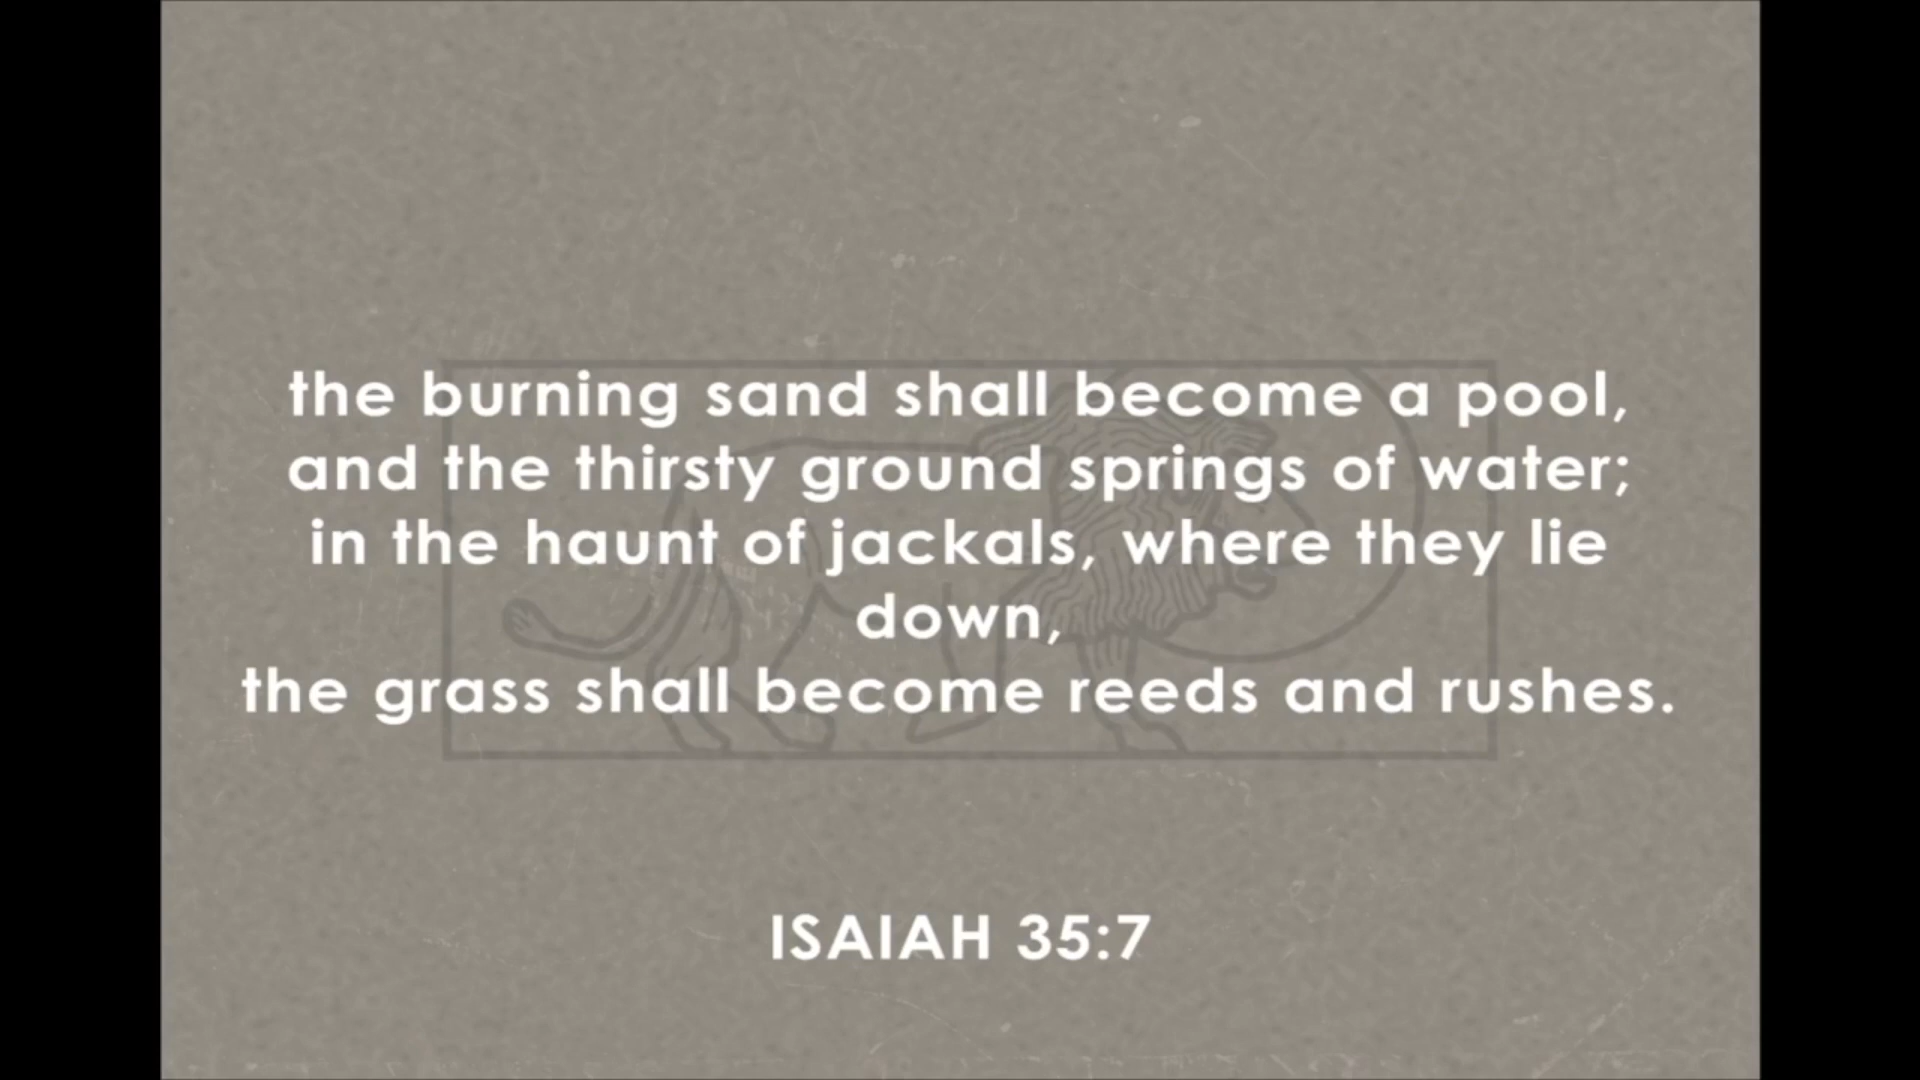 the burning sand shall become a pool,
and the thirsty ground springs of water;
in the haunt of jackals, where they lie
down,
the grass shall become reeds and rushes.
ISAIAH 35:7